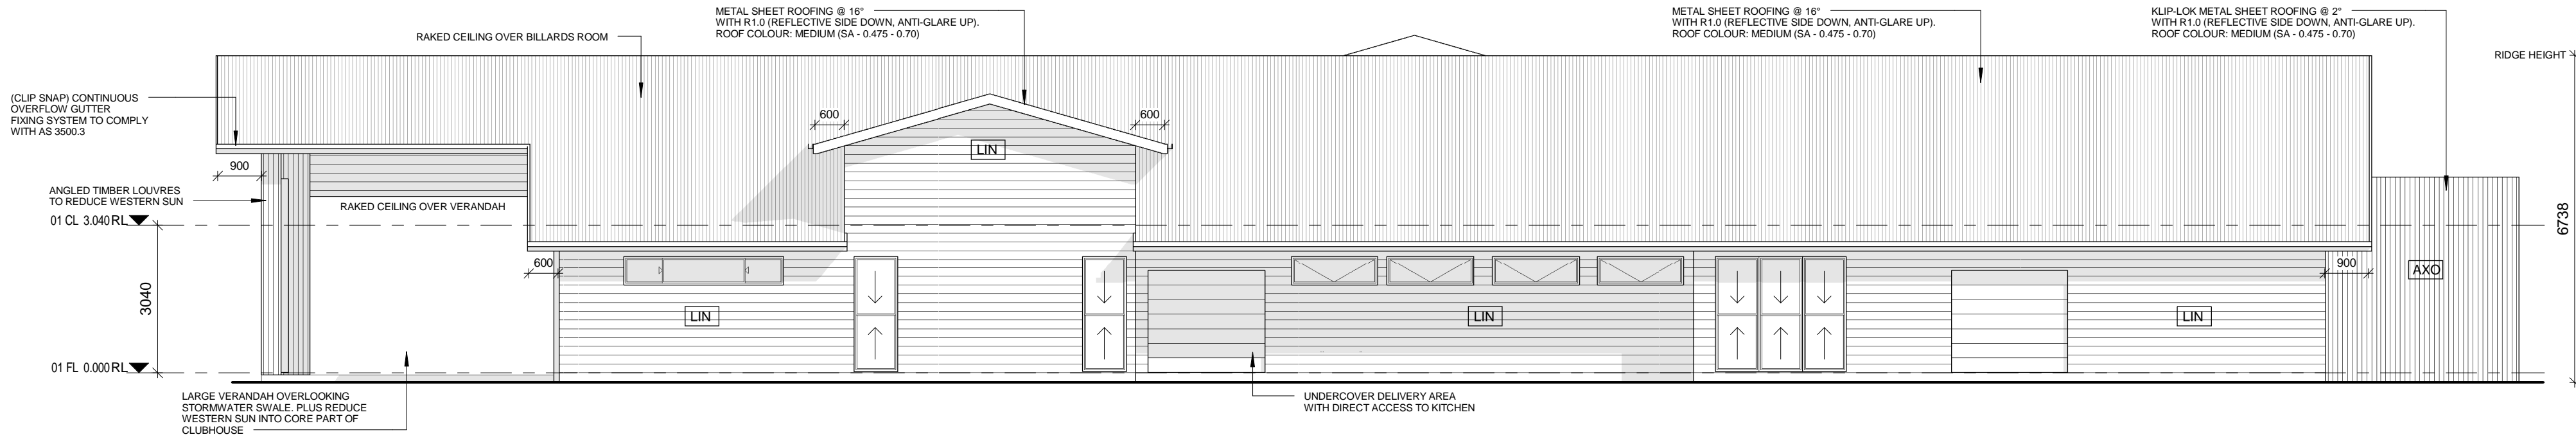 METAL SHEET ROOFING @ 16°
WITH R1.0 (REFLECTIVE SIDE DOWN, ANTI-GLARE UP).
ROOF COLOUR: MEDIUM (SA - 0.475 - 0.70)
METAL SHEET ROOFING @ 16°
WITH R1.0 (REFLECTIVE SIDE DOWN, ANTI-GLARE UP).
ROOF COLOUR: MEDIUM (SA - 0.475 - 0.70)
KLIP-LOK METAL SHEET ROOFING @ 2°
WITH R1.0 (REFLECTIVE SIDE DOWN, ANTI-GLARE UP).
ROOF COLOUR: MEDIUM (SA - 0.475 - 0.70)
RAKED CEILING OVER BILLARDS ROOM
RIDGE HEIGHT
(CLIP SNAP) CONTINUOUS
OVERFLOW GUTTER
FIXING SYSTEM TO COMPLY
WITH AS 3500.3
600
600
LIN
900
ANGLED TIMBER LOUVRES
TO REDUCE WESTERN SUN
RAKED CEILING OVER VERANDAH
01 CL 3.040 RL
6738
600
900
AXO
3040
LIN
LIN
LIN
01 FL 0.000 RL
LARGE VERANDAH OVERLOOKING
STORMWATER SWALE. PLUS REDUCE
WESTERN SUN INTO CORE PART OF
CLUBHOUSE
UNDERCOVER DELIVERY AREA
WITH DIRECT ACCESS TO KITCHEN